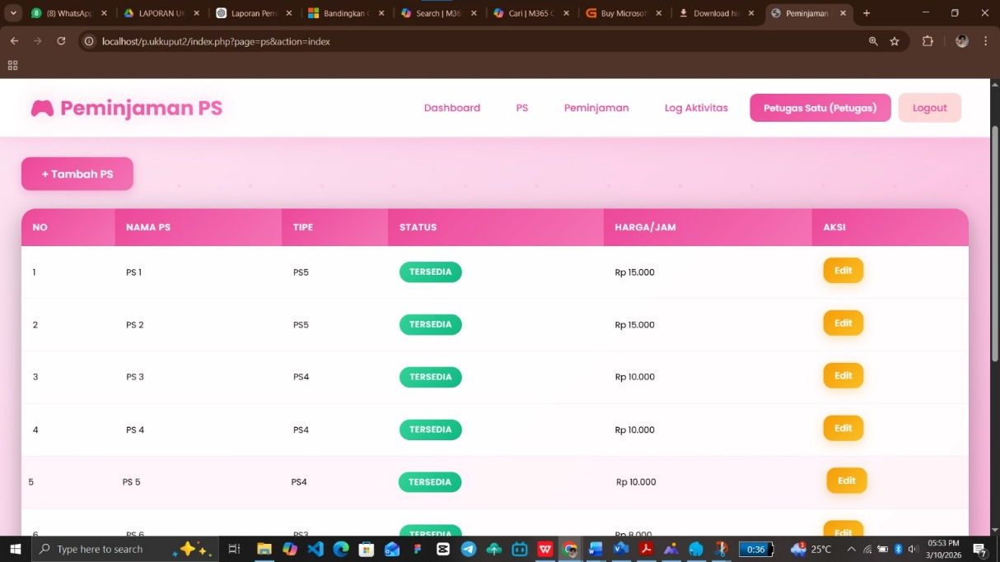 (8) WhatsApp
LAPORAN U
Laporan Pem
Bandingkan
Search | M36
Cari | M365 C
Buy Microsof
Download hi
Peminjaman
localhost/p.ukkuput2/index.php?page=ps&action=index
Peminjaman PS
Dashboard
PS
Peminjaman
Log Aktivitas
Petugas Satu (Petugas)
Logout
+ Tambah PS
NO NAMA PS TIPE STATUS HARGA/JAM AKSI
1 PS 1 PS5 TERSEDIA Rp 15.000 Edit
2 PS 2 PS5 TERSEDIA Rp 15.000 Edit
3 PS 3 PS4 TERSEDIA Rp 10.000 Edit
4 PS 4 PS4 TERSEDIA Rp 10.000 Edit
5 PS 5 PS4 TERSEDIA Rp 10.000 Edit
6 PS 6 PS3 TERSEDIA Rp 8.000 Edit
Type here to search
0:36
3
25°C
05:53 PM
3/10/2026
7